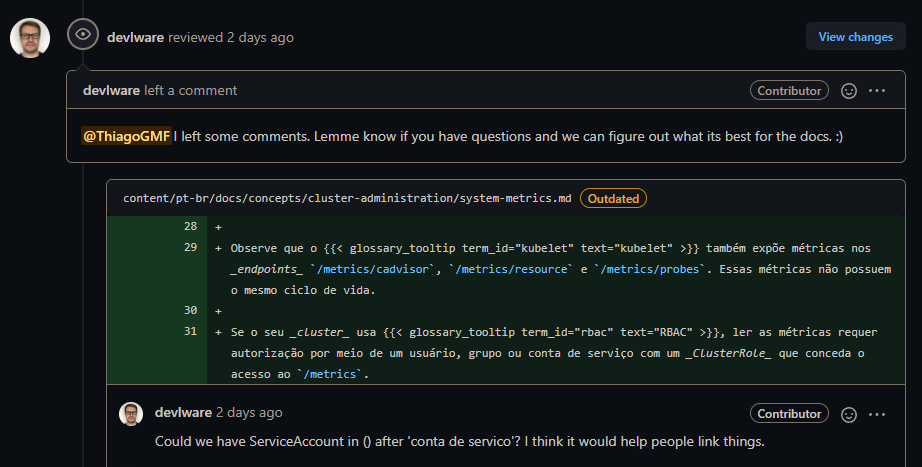 devlware reviewed 2 days ago
View changes
devlware left a comment
Contributor
@ThiagoGMF I left some comments. Lemme know if you have questions and we can figure out what its best for the docs. :)
content/pt-br/docs/concepts/cluster-administration/system-metrics.md Outdated
28 +
29 + Observe que o {{< glossary_tooltip term_id="kubelet" text="kubelet" >}} também expõe métricas nos
_endpoints_ `/metrics/cadvisor`, `/metrics/resource` e `/metrics/probes`. Essas métricas não possuem
o mesmo ciclo de vida.
30 +
31 + Se o seu _cluster_ usa {{< glossary_tooltip term_id="rbac" text="RBAC" >}}, ler as métricas requer
autorização por meio de um usuário, grupo ou conta de serviço com um _ClusterRole_ que conceda o
acesso ao `/metrics`.
devlware 2 days ago
Contributor
Could we have ServiceAccount in () after 'conta de servico'? I think it would help people link things.